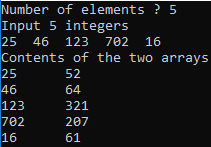 Number of elements ? 5
Input 5 integers
25  46  123  702  16
Contents of the two arrays
25      52
46      64
123     321
702     207
16      61